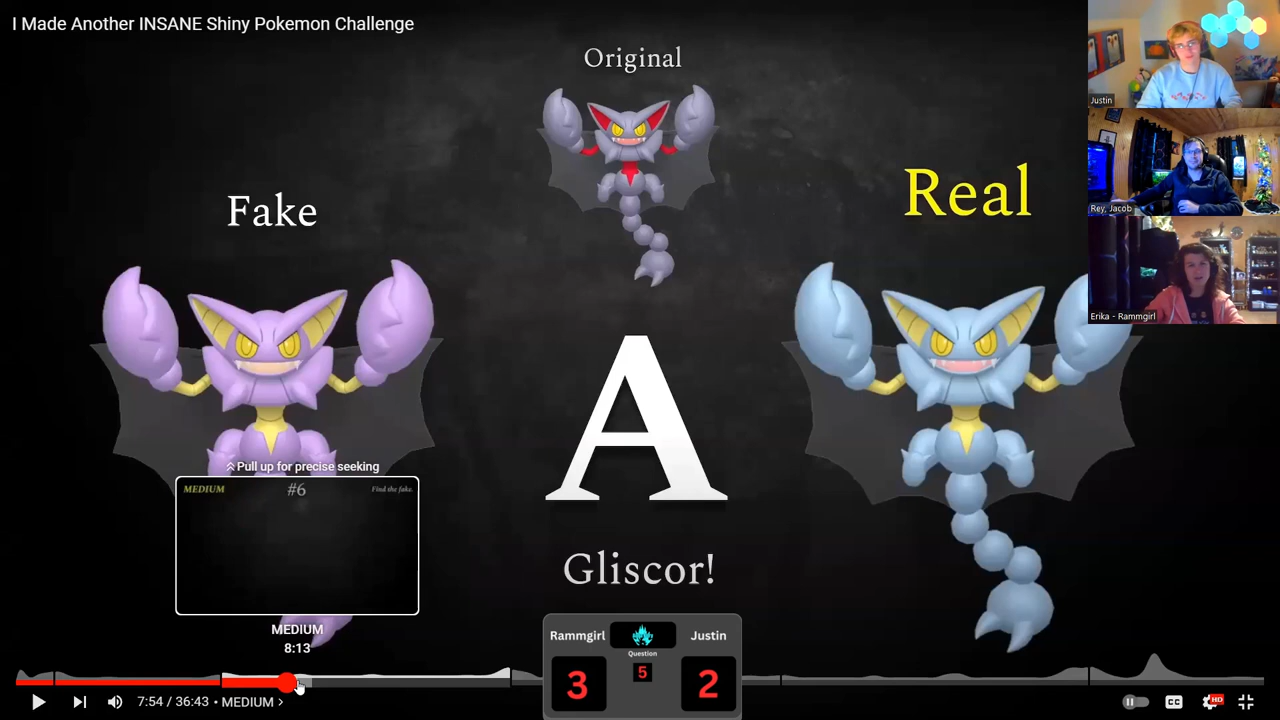 I Made Another INSANE Shiny Pokemon Challenge
Original
Justin
Fake
Real
Rey, Jacob
Erika - Rammgirl
A
Pull up for precise seeking
MEDIUM
#6
Find the fake.
Gliscor!
MEDIUM
8:13
Rammgirl
Justin
Question
3
5
2
7:54 / 36:43 • MEDIUM >
CC
HD